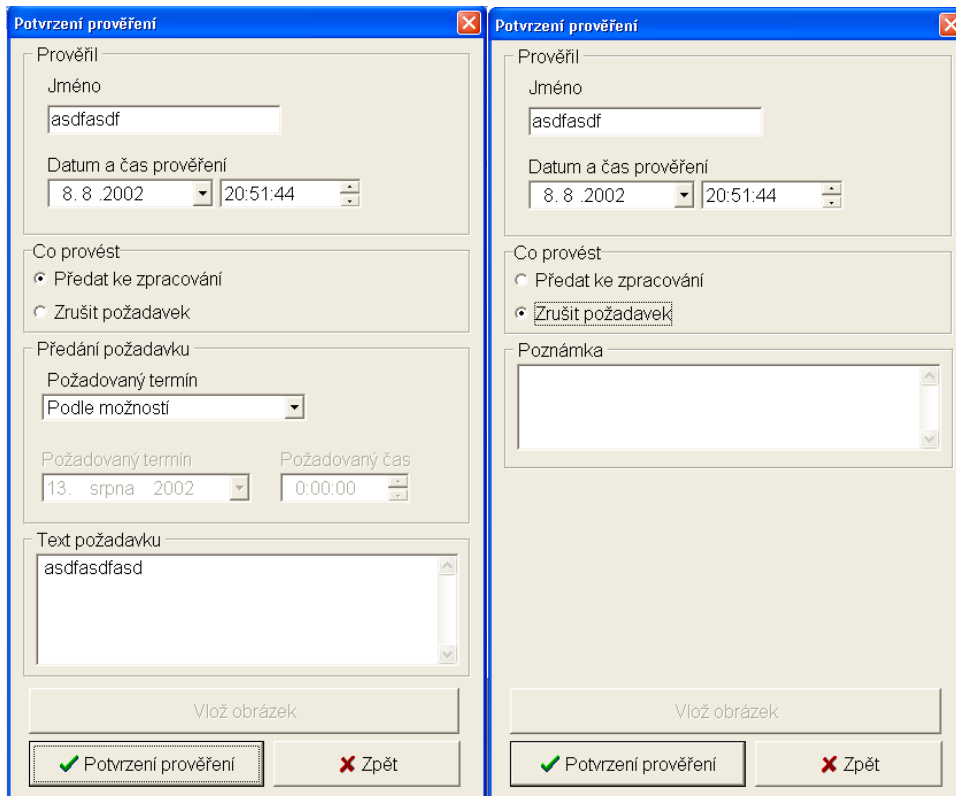 Potvrzení prověření
Prověřil
Jméno
asdfasdf
Datum a čas prověření
8. 8 .2002 20:51:44
Co provést
Předat ke zpracování
Zrušit požadavek
Předání požadavku
Požadovaný termín
Podle možností
Požadovaný termín Požadovaný čas
13. srpna 2002 0:00:00
Text požadavku
asdfasdfasd
Vlož obrázek
Potvrzení prověření Zpět
Potvrzení prověření
Prověřil
Jméno
asdfasdf
Datum a čas prověření
8. 8 .2002 20:51:44
Co provést
Předat ke zpracování
Zrušit požadavek
Poznámka
Vlož obrázek
Potvrzení prověření Zpět